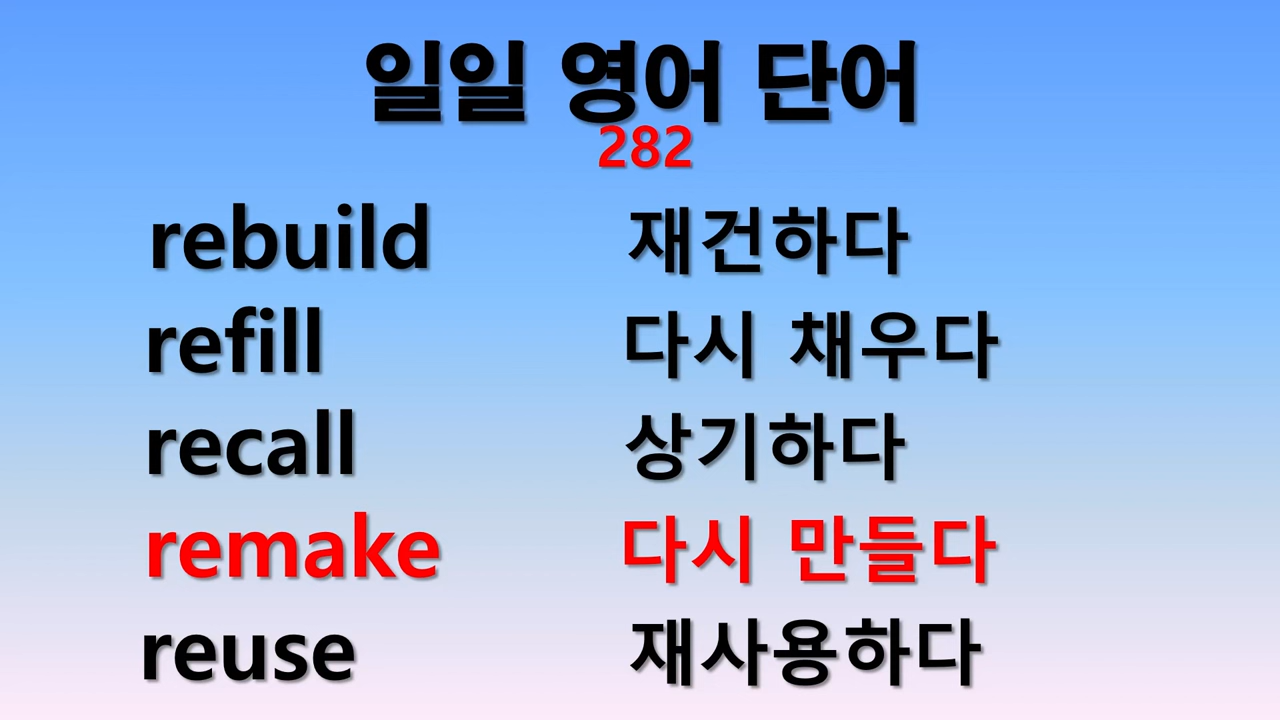 일일 영어 단어
282
rebuild 재건하다
refill 다시 채우다
recall 상기하다
remake 다시 만들다
reuse 재사용하다